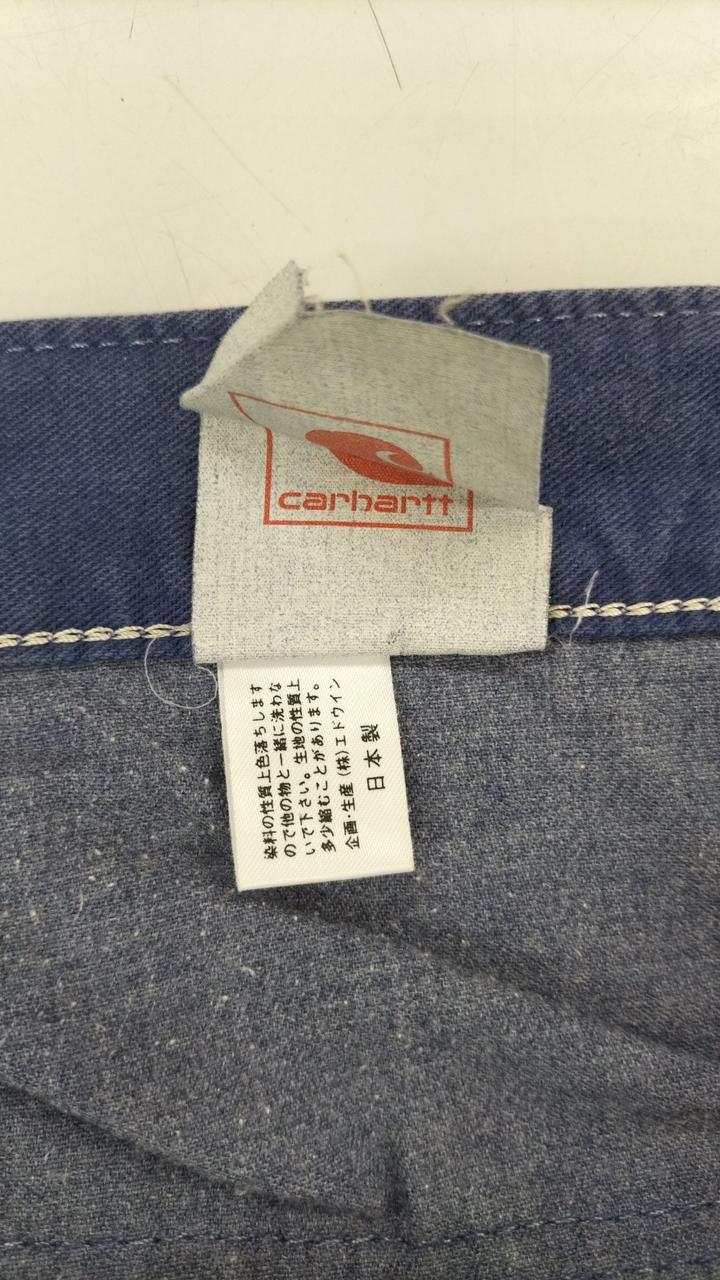 carhartt
染料の性質上色落ちします
ので他の物と一緒に洗わな
いで下さい。生地の性質上
多少縮むことがあります。
企画・生産(株)エドウイン
日本製